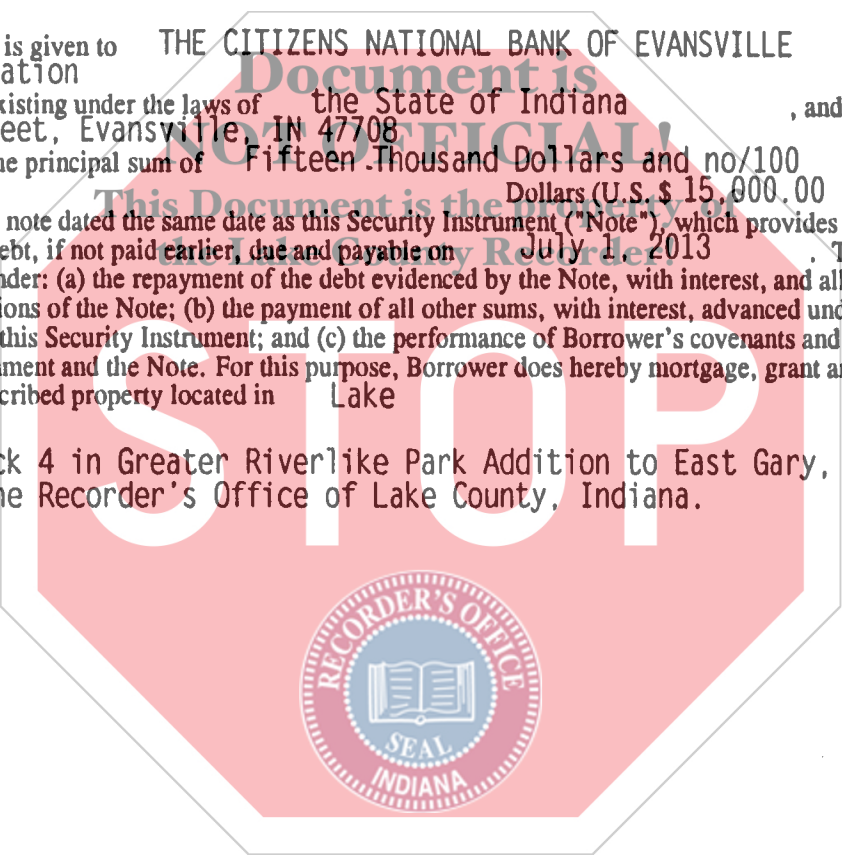 is given to THE CITIZENS NATIONAL BANK OF EVANSVILLE
ation
xisting under the laws of the State of Indiana , and
eet, Evansville, IN 47708
he principal sum of Fifteen Thousand Dollars and no/100
Dollars (U.S. $ 15,000.00
note dated the same date as this Security Instrument ("Note"), which provides
ebt, if not paid earlier, due and payable on July 1, 2013 . T
nder: (a) the repayment of the debt evidenced by the Note, with interest, and all
ions of the Note; (b) the payment of all other sums, with interest, advanced und
this Security Instrument; and (c) the performance of Borrower's covenants and
ment and the Note. For this purpose, Borrower does hereby mortgage, grant an
cribed property located in Lake
ck 4 in Greater Riverlike Park Addition to East Gary,
he Recorder's Office of Lake County, Indiana.
Document is
NOT OFFICIAL!
This Document is the property of
the Lake County Recorder!
STOP
RECORDER'S OFFICE
SEAL
INDIANA